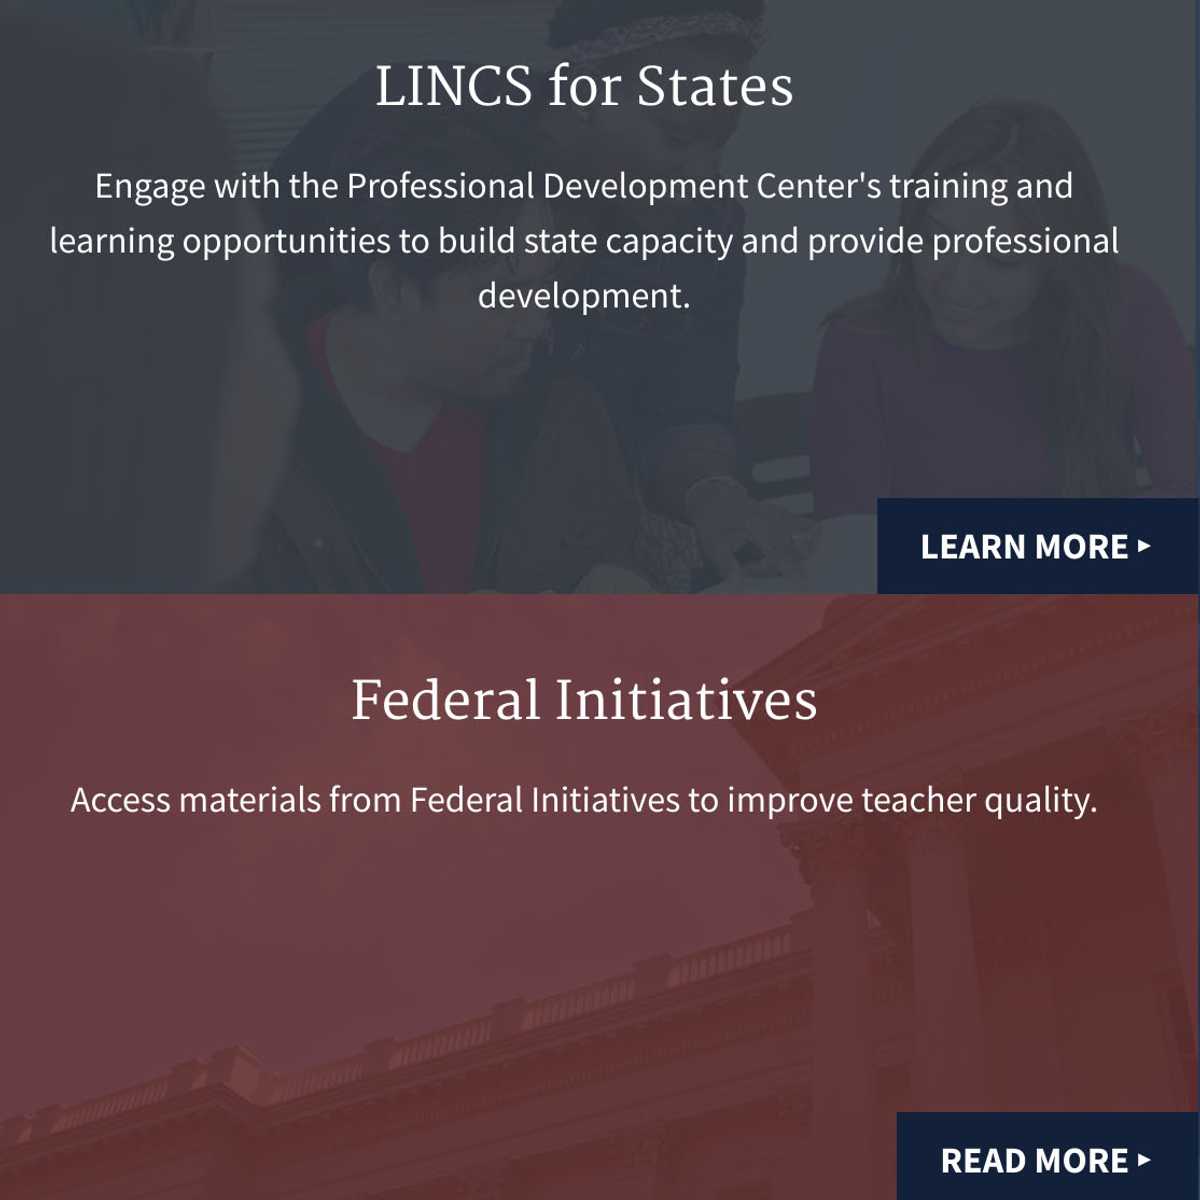 LINCS for States
Engage with the Professional Development Center's training and
learning opportunities to build state capacity and provide professional
development.
LEARN MORE ▸
Federal Initiatives
Access materials from Federal Initiatives to improve teacher quality.
READ MORE ▸